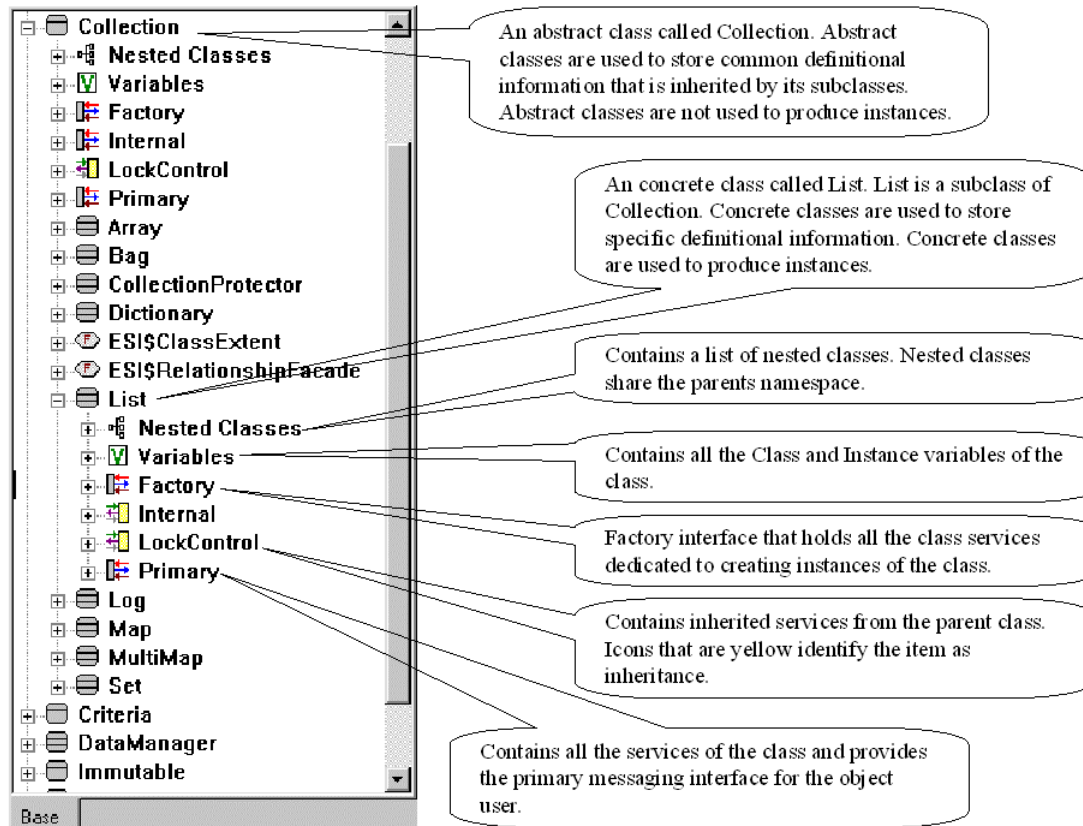 Collection
Nested Classes
Variables
Factory
Internal
LockControl
Primary
Array
Bag
CollectionProtector
Dictionary
ESI$ClassExtent
ESI$RelationshipFacade
List
Nested Classes
Variables
Factory
Internal
LockControl
Primary
Log
Map
MultiMap
Set
Criteria
DataManager
Immutable
Base
An abstract class called Collection. Abstract
classes are used to store common definitional
information that is inherited by its subclasses.
Abstract classes are not used to produce instances.
An concrete class called List. List is a subclass of
Collection. Concrete classes are used to store
specific definitional information. Concrete classes
are used to produce instances.
Contains a list of nested classes. Nested classes
share the parents namespace.
Contains all the Class and Instance variables of the
class.
Factory interface that holds all the class services
dedicated to creating instances of the class.
Contains inherited services from the parent class.
Icons that are yellow identify the item as
inheritance.
Contains all the services of the class and provides
the primary messaging interface for the object
user.